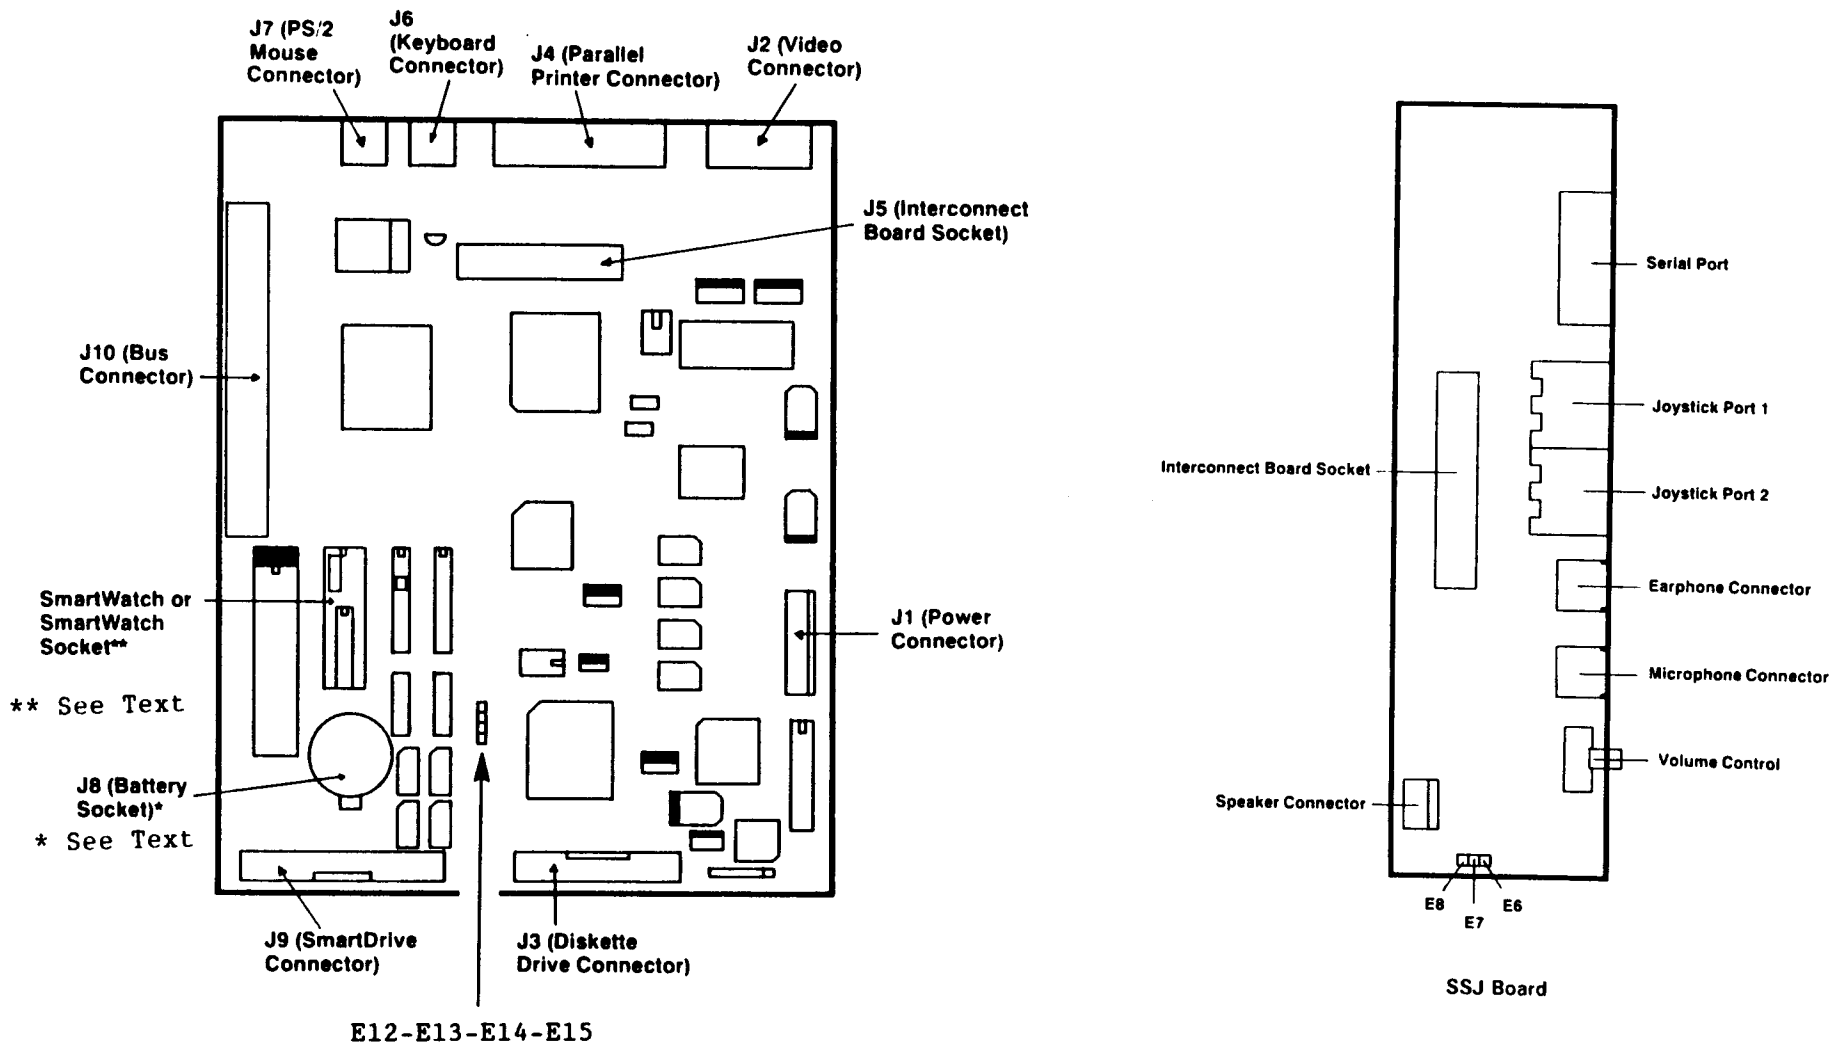 J7 (PS/2
Mouse
Connector)
J6
(Keyboard
Connector)
J4 (Parallel
Printer Connector)
J2 (Video
Connector)
J5 (Interconnect
Board Socket)
J10 (Bus
Connector)
SmartWatch or
SmartWatch
Socket**
** See Text
J8 (Battery
Socket)*
* See Text
J1 (Power
Connector)
J9 (SmartDrive
Connector)
J3 (Diskette
Drive Connector)
E12-E13-E14-E15
Serial Port
Joystick Port 1
Interconnect Board Socket
Joystick Port 2
Earphone Connector
Microphone Connector
Volume Control
Speaker Connector
E8
E7
E6
SSJ Board